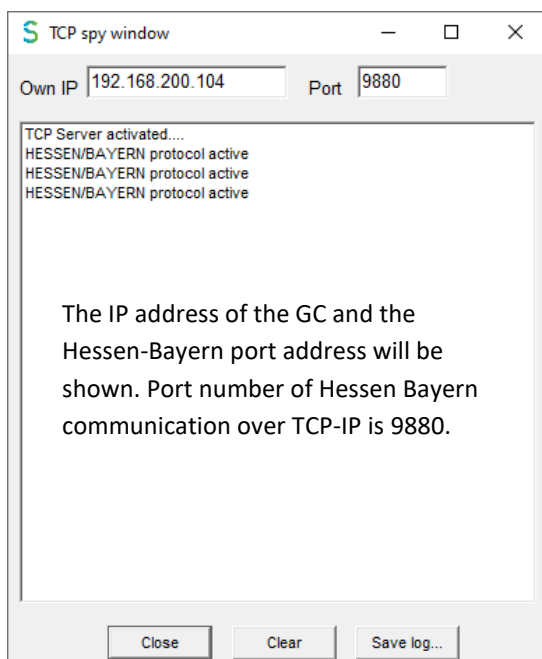 TCP spy window
Own IP 192.168.200.104 Port 9880
TCP Server activated....
HESSEN/BAYERN protocol active
HESSEN/BAYERN protocol active
HESSEN/BAYERN protocol active
The IP address of the GC and the
Hessen-Bayern port address will be
shown. Port number of Hessen Bayern
communication over TCP-IP is 9880.
Close Clear Save log...